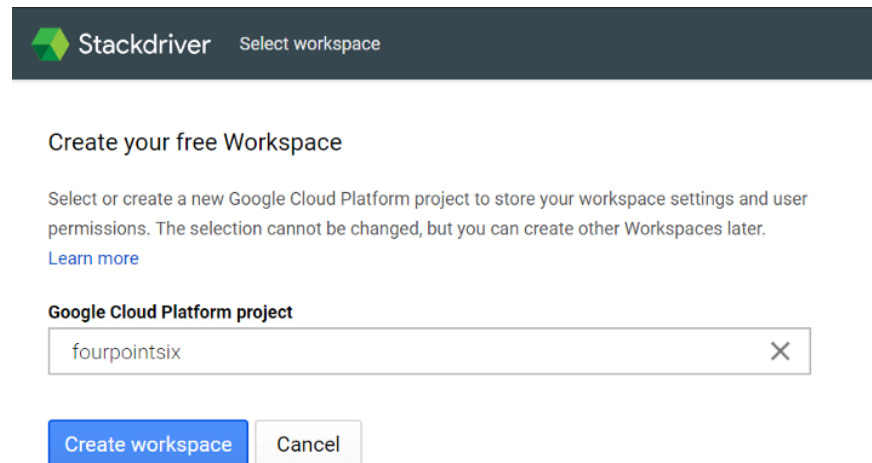 Stackdriver Select workspace
Create your free Workspace
Select or create a new Google Cloud Platform project to store your workspace settings and user
permissions. The selection cannot be changed, but you can create other Workspaces later.
Learn more
Google Cloud Platform project
fourpointsix
Create workspace Cancel